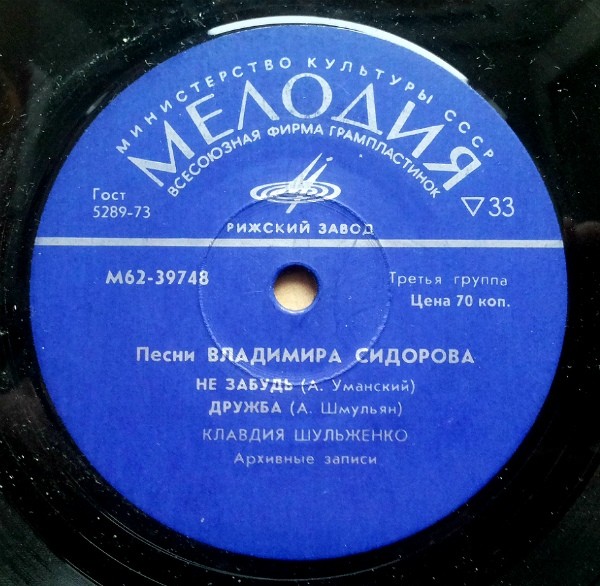 МИНИСТЕРСТВО КУЛЬТУРЫ СССР
МЕЛОДИЯ
ВСЕСОЮЗНАЯ ФИРМА ГРАМПЛАСТИНОК
Гост
5289-73
▽33
РИЖСКИЙ ЗАВОД
М62-39748
Третья группа
Цена 70 коп.
Песни ВЛАДИМИРА СИДОРОВА
НЕ ЗАБУДЬ (А. Уманский)
ДРУЖБА (А. Шмульян)
КЛАВДИЯ ШУЛЬЖЕНКО
Архивные записи